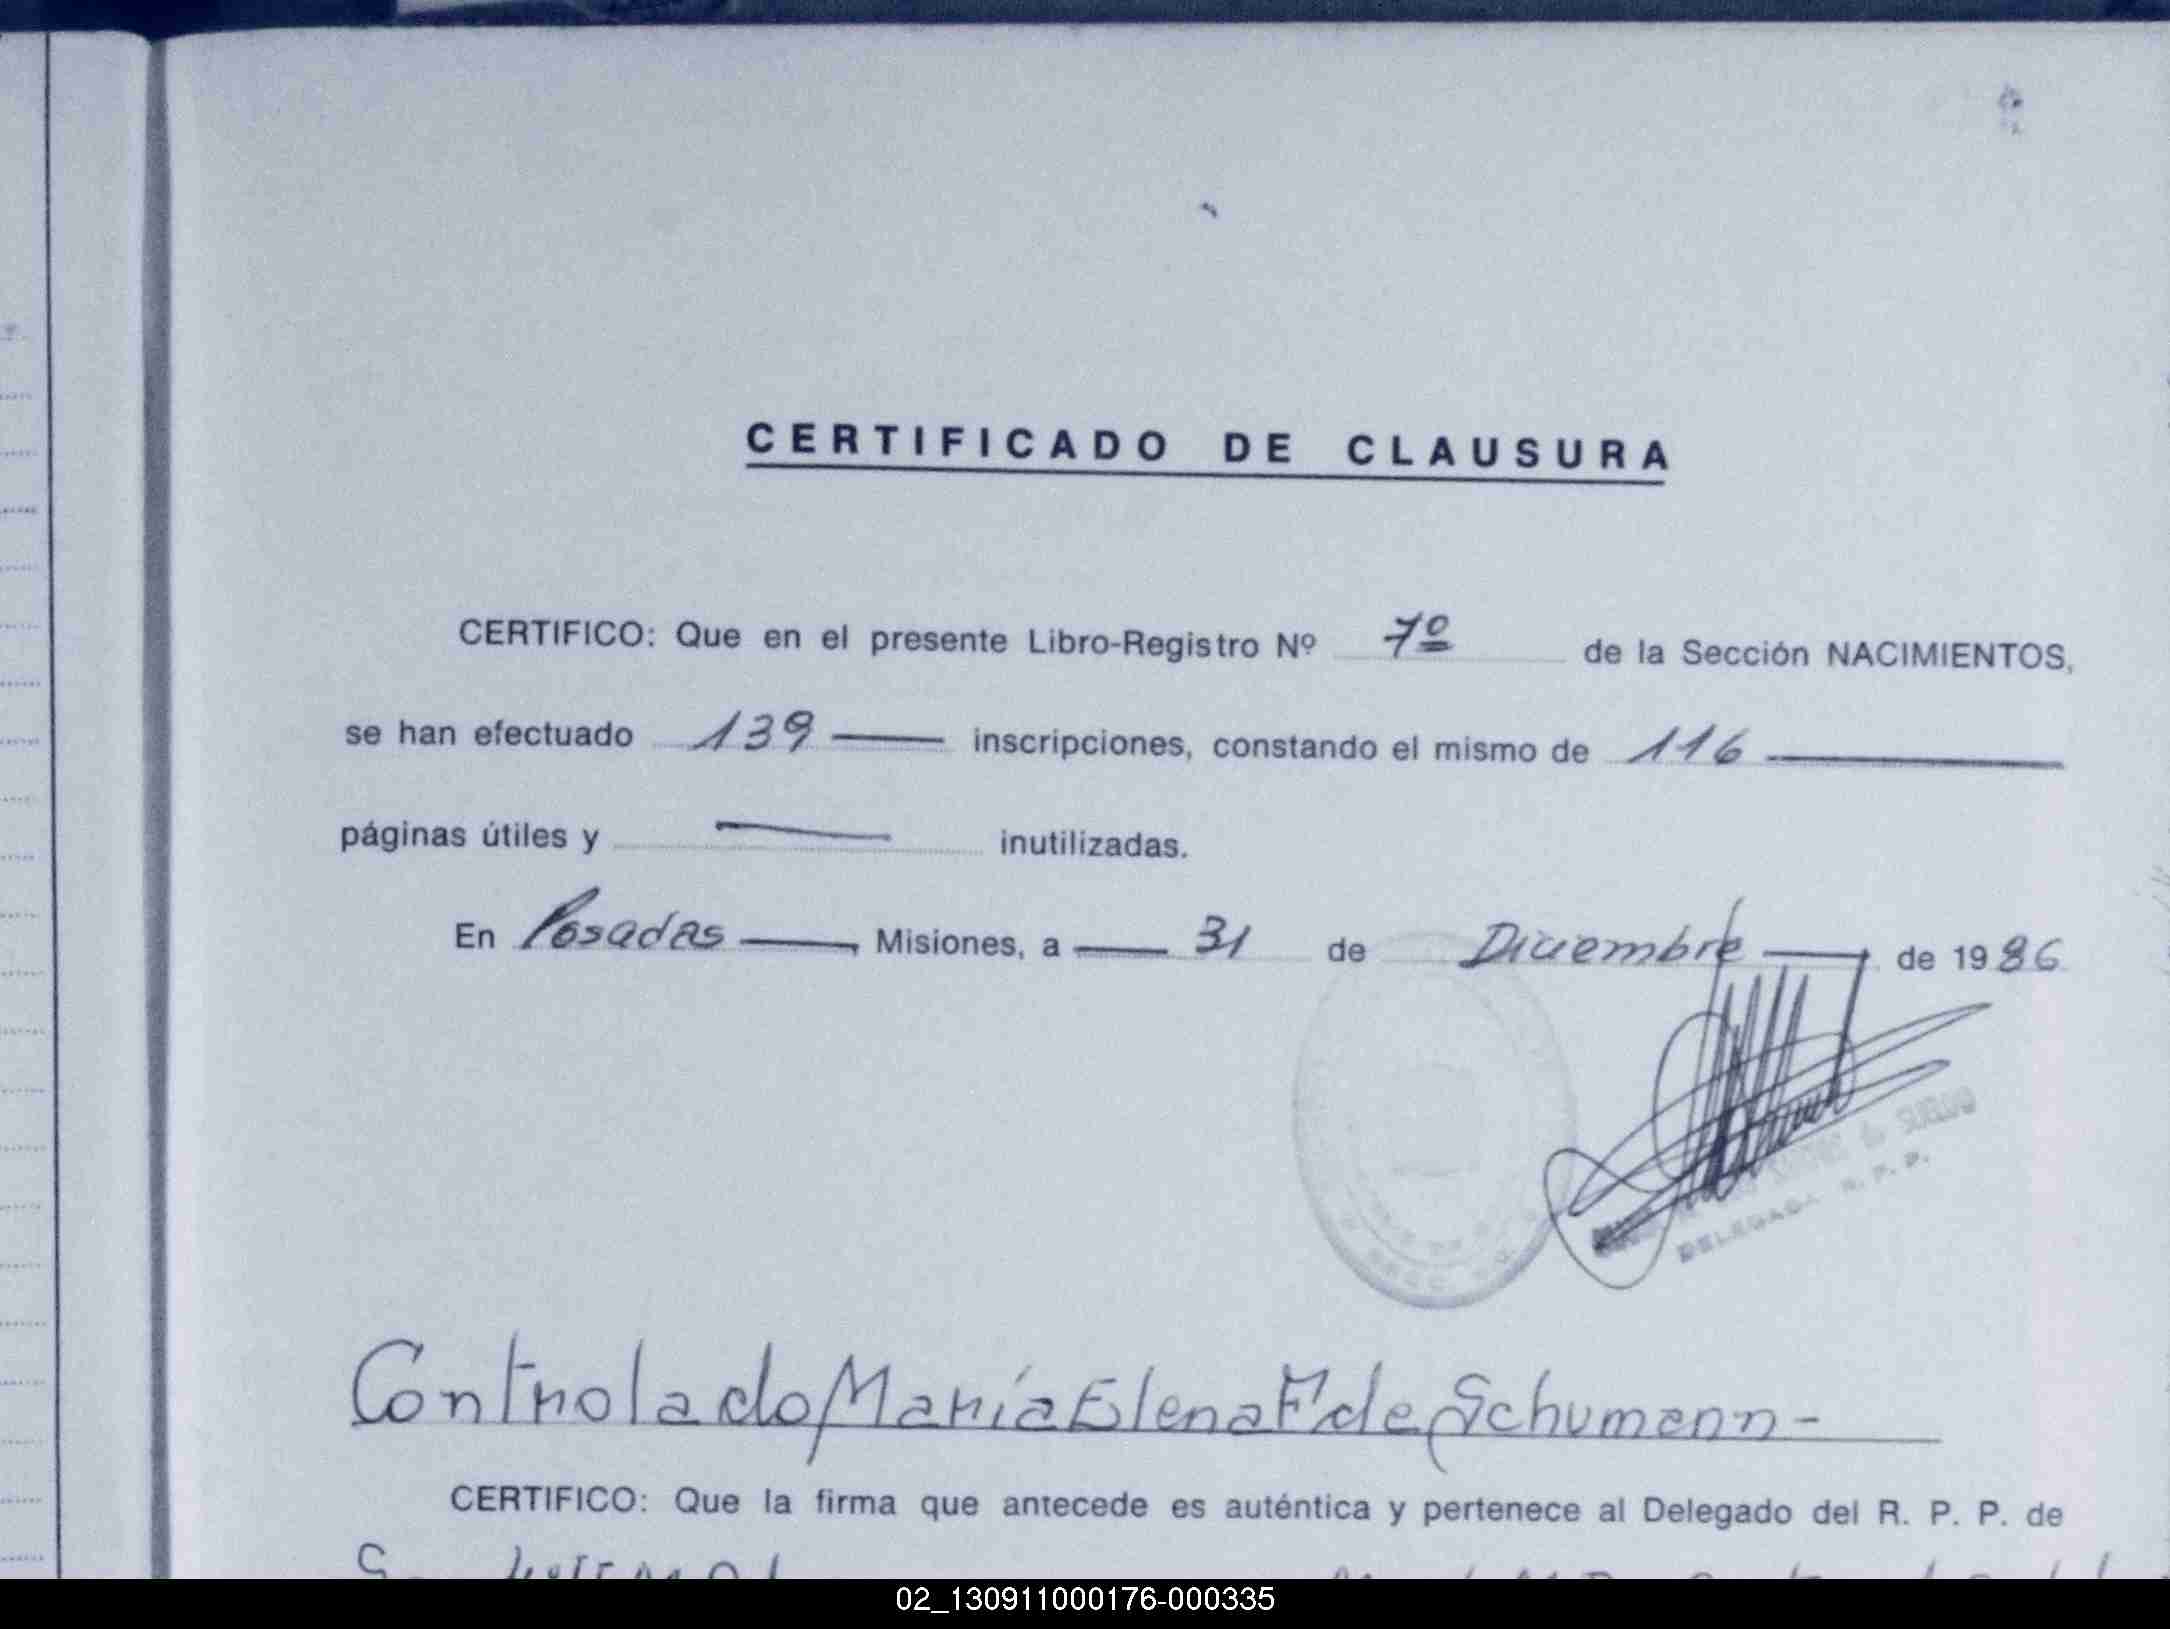 CERTIFICADO DE CLAUSURA
CERTIFICO: Que en el presente Libro-Registro Nº 7º de la Sección NACIMIENTOS,
se han efectuado 139 — inscripciones, constando el mismo de 116 —
páginas útiles y — inutilizadas.
En Posadas —, Misiones, a — 31 de Diciembre — de 1986
DELEGADA R. P. P.
Controlado María Elena F de Schumann -
CERTIFICO: Que la firma que antecede es auténtica y pertenece al Delegado del R. P. P. de
02_130911000176-000335